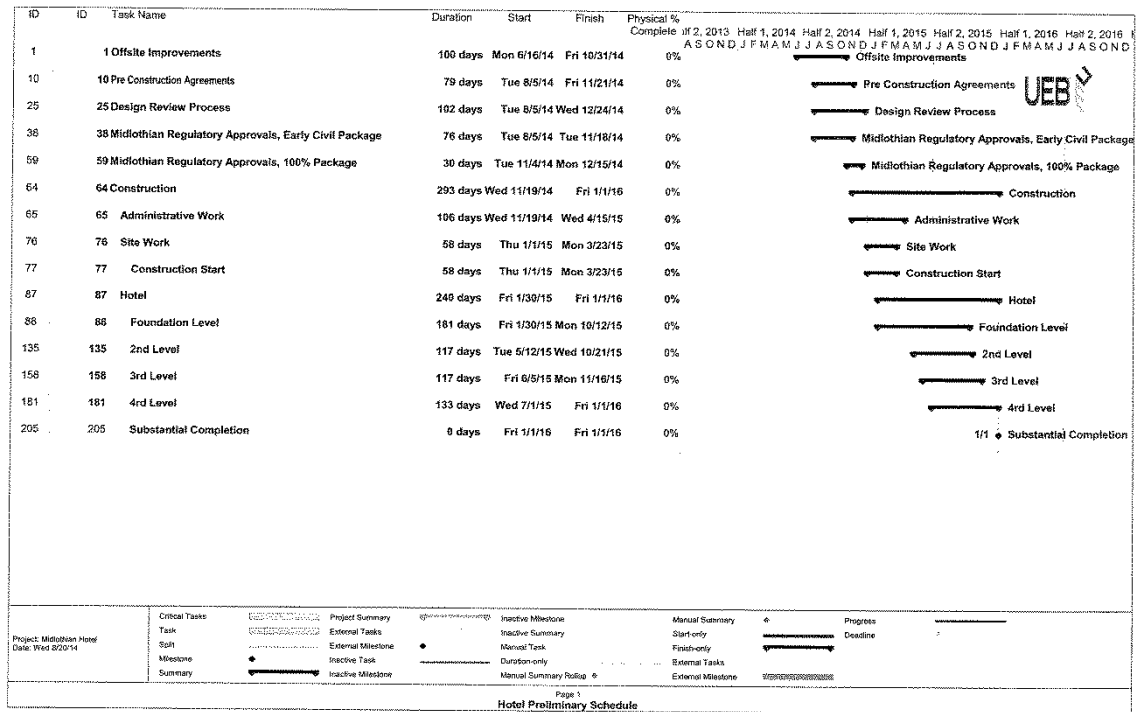 ID ID Task Name Duration Start Finish Physical % Complete
Half 2, 2013 Half 1, 2014 Half 2, 2014 Half 1, 2015 Half 2, 2015 Half 1, 2016 Half 2, 2016
A S O N D J F M A M J J A S O N D J F M A M J J A S O N D J F M A M J J A S O N D
1 1 Offsite Improvements 100 days Mon 6/16/14 Fri 10/31/14 0% Offsite Improvements
10 10 Pre Construction Agreements 79 days Tue 8/5/14 Fri 11/21/14 0% Pre Construction Agreements
UEB
25 25 Design Review Process 102 days Tue 8/5/14 Wed 12/24/14 0% Design Review Process
38 38 Midlothian Regulatory Approvals, Early Civil Package 76 days Tue 8/5/14 Tue 11/18/14 0% Midlothian Regulatory Approvals, Early Civil Package
59 59 Midlothian Regulatory Approvals, 100% Package 30 days Tue 11/4/14 Mon 12/15/14 0% Midlothian Regulatory Approvals, 100% Package
64 64 Construction 293 days Wed 11/19/14 Fri 1/1/16 0% Construction
65 65 Administrative Work 106 days Wed 11/19/14 Wed 4/15/15 0% Administrative Work
76 76 Site Work 58 days Thu 1/1/15 Mon 3/23/15 0% Site Work
77 77 Construction Start 58 days Thu 1/1/15 Mon 3/23/15 0% Construction Start
87 87 Hotel 240 days Fri 1/30/15 Fri 1/1/16 0% Hotel
88 88 Foundation Level 181 days Fri 1/30/15 Mon 10/12/15 0% Foundation Level
135 135 2nd Level 117 days Tue 5/12/15 Wed 10/21/15 0% 2nd Level
158 158 3rd Level 117 days Fri 6/5/15 Mon 11/16/15 0% 3rd Level
181 181 4rd Level 133 days Wed 7/1/15 Fri 1/1/16 0% 4rd Level
205 205 Substantial Completion 0 days Fri 1/1/16 Fri 1/1/16 0% 1/1 Substantial Completion
Project: Midlothian Hotel
Date: Wed 8/20/14
Critical Tasks
Task
Split
Milestone
Summary
Project Summary
External Tasks
External Milestone
Inactive Task
Inactive Milestone
Inactive Milestone
Inactive Summary
Manual Task
Duration-only
Manual Summary Rollup
Manual Summary
Start-only
Finish-only
External Tasks
External Milestone
Progress
Deadline
Page 1
Hotel Preliminary Schedule